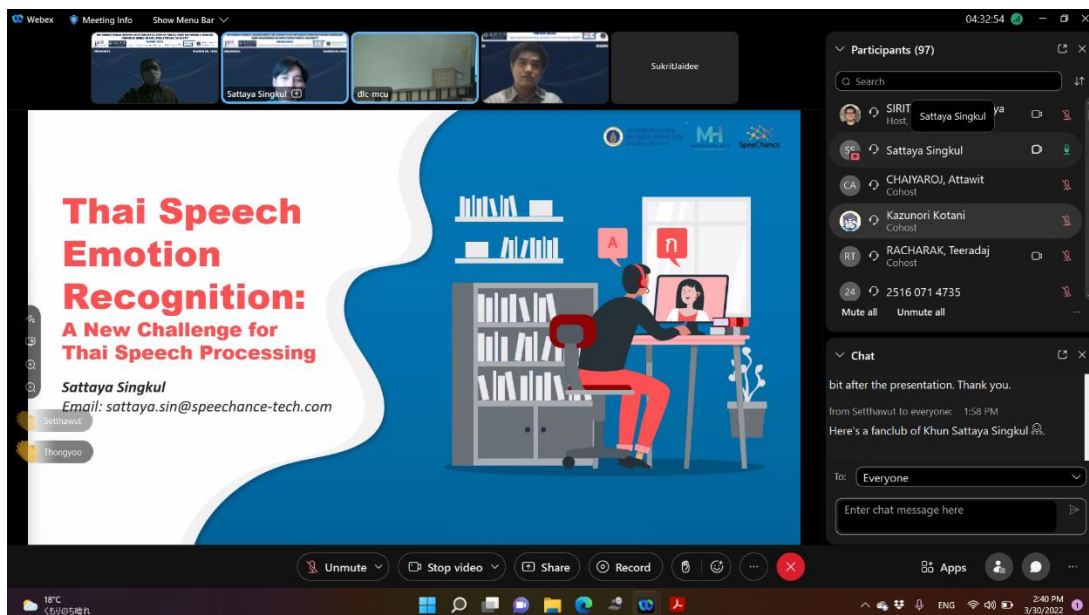 Webex
Meeting Info
Show Menu Bar
04:32:54
Sattaya Singkul
dlc-mcu
SukritJaidee
Participants (97)
Search
SIRIT
ya
Host,
Sattaya Singkul
SS
Sattaya Singkul
CA
CHAIYAROJ, Attawit
Cohost
Kazunori Kotani
Cohost
RT
RACHARAK, Teeradaj
Cohost
24
2516 071 4735
Mute all
Unmute all
MH
SpeeChance
Thai Speech
Emotion
Recognition:
A New Challenge for
Thai Speech Processing
Sattaya Singkul
Email: sattaya.sin@speechance-tech.com
Setthawut
Thongyoo
A
ก
Chat
bit after the presentation. Thank you.
from Setthawut to everyone: 1:58 PM
Here's a fanclub of Khun Sattaya Singkul
To: Everyone
Enter chat message here
Unmute
Stop video
Share
Record
Apps
18°C
くもりのち晴れ
ENG
2:40 PM
3/30/2022